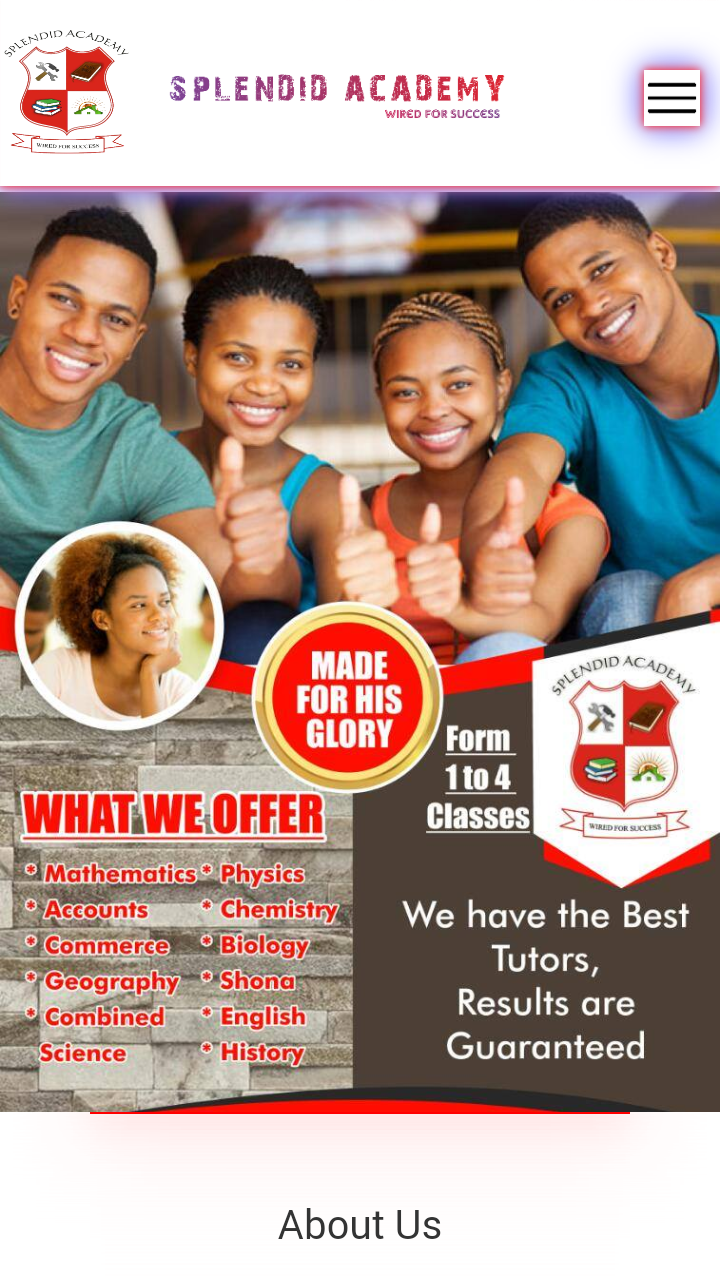 SPLENDID ACADEMY
WIRED FOR SUCCESS
SPLENDID ACADEMY
WIRED FOR SUCCESS
MADE
FOR HIS
GLORY
Form
1 to 4
Classes
SPLENDID ACADEMY
WIRED FOR SUCCESS
WHAT WE OFFER
* Mathematics * Physics
* Accounts * Chemistry
* Commerce * Biology
* Geography * Shona
* Combined * English
Science * History
We have the Best
Tutors,
Results are
Guaranteed
About Us